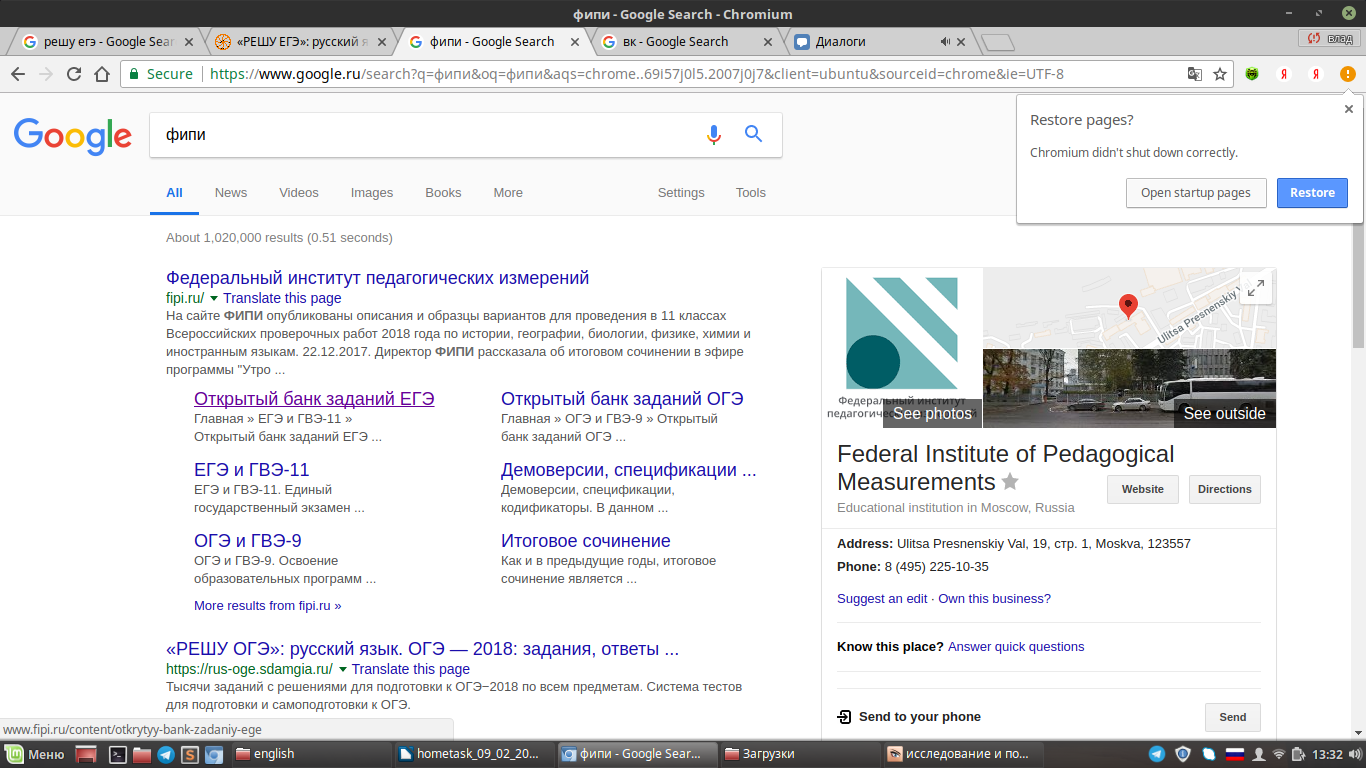 фипи - Google Search - Chromium
решу егэ - Google Sear
«РЕШУ ЕГЭ»: русский я
фипи - Google Search
вк - Google Search
Диалоги
влад
Secure
https://www.google.ru/search?q=фипи&oq=фипи&aqs=chrome..69i57j0l5.2007j0j7&client=ubuntu&sourceid=chrome&ie=UTF-8
Google
фипи
Restore pages?
Chromium didn't shut down correctly.
Open startup pages
Restore
All
News
Videos
Images
Books
More
Settings
Tools
About 1,020,000 results (0.51 seconds)
Федеральный институт педагогических измерений
fipi.ru/ Translate this page
На сайте ФИПИ опубликованы описания и образцы вариантов для проведения в 11 классах
Всероссийских проверочных работ 2018 года по истории, географии, биологии, физике, химии и
иностранным языкам. 22.12.2017. Директор ФИПИ рассказала об итоговом сочинении в эфире
программы "Утро ...
Открытый банк заданий ЕГЭ
Главная » ЕГЭ и ГВЭ-11 »
Открытый банк заданий ЕГЭ ...
Открытый банк заданий ОГЭ
Главная » ОГЭ и ГВЭ-9 » Открытый
банк заданий ОГЭ ...
ЕГЭ и ГВЭ-11
ЕГЭ и ГВЭ-11. Единый
государственный экзамен ...
Демоверсии, спецификации ...
Демоверсии, спецификации,
кодификаторы. В данном ...
ОГЭ и ГВЭ-9
ОГЭ и ГВЭ-9. Освоение
образовательных программ ...
Итоговое сочинение
Как и в предыдущие годы, итоговое
сочинение является ...
More results from fipi.ru »
«РЕШУ ОГЭ»: русский язык. ОГЭ — 2018: задания, ответы ...
https://rus-oge.sdamgia.ru/ Translate this page
Тысячи заданий с решениями для подготовки к ОГЭ−2018 по всем предметам. Система тестов
для подготовки и самоподготовки к ОГЭ.
Ulitsa Presnenskiy V
Федеральный институт
педагогичес
See photos
See outside
Federal Institute of Pedagogical
Measurements
Website
Directions
Educational institution in Moscow, Russia
Address: Ulitsa Presnenskiy Val, 19, стр. 1, Moskva, 123557
Phone: 8 (495) 225-10-35
Suggest an edit · Own this business?
Know this place? Answer quick questions
Send to your phone
Send
www.fipi.ru/content/otkrytyy-bank-zadaniy-ege
Меню
english
hometask_09_02_20...
фипи - Google Sear...
Загрузки
исследование и по...
13:32